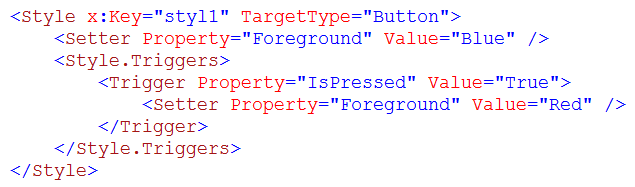 <Style x:Key="styl1" TargetType="Button">
    <Setter Property="Foreground" Value="Blue" />
    <Style.Triggers>
        <Trigger Property="IsPressed" Value="True">
            <Setter Property="Foreground" Value="Red" />
        </Trigger>
    </Style.Triggers>
</Style>